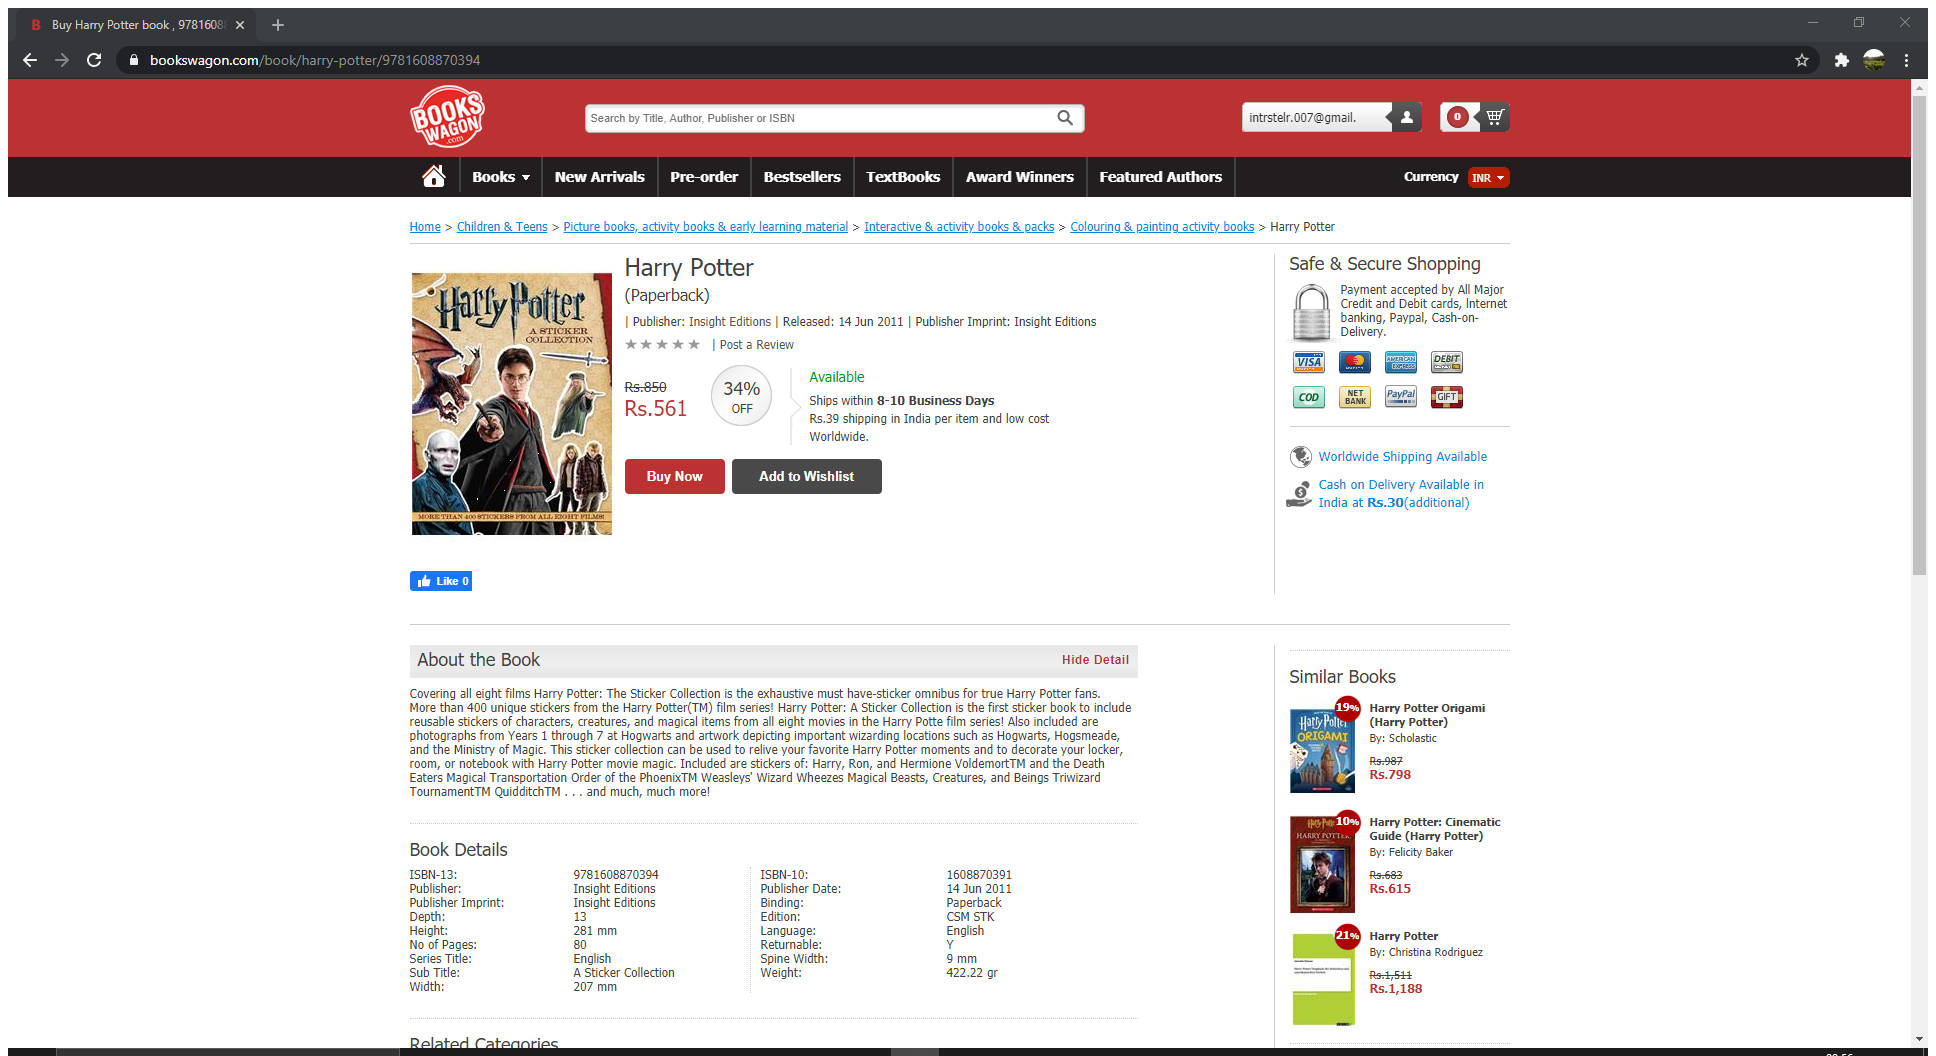 B Buy Harry Potter book , 9781608
bookswagon.com/book/harry-potter/9781608870394
BOOKS WAGON .com
Search by Title, Author, Publisher or ISBN
intrstelr.007@gmail.
0
Books New Arrivals Pre-order Bestsellers TextBooks Award Winners Featured Authors Currency INR
Home > Children & Teens > Picture books, activity books & early learning material > Interactive & activity books & packs > Colouring & painting activity books > Harry Potter
Harry Potter
A STICKER
COLLECTION
MORE THAN 400 STICKERS FROM ALL EIGHT FILMS!
Harry Potter
(Paperback)
| Publisher: Insight Editions | Released: 14 Jun 2011 | Publisher Imprint: Insight Editions
| Post a Review
Rs.850
Rs.561
34%
OFF
Available
Ships within 8-10 Business Days
Rs.39 shipping in India per item and low cost
Worldwide.
Buy Now
Add to Wishlist
Like 0
Safe & Secure Shopping
Payment accepted by All Major
Credit and Debit cards, Internet
banking, Paypal, Cash-on-
Delivery.
VISA AMERICAN EXPRESS DEBIT
COD NET BANK PayPal GIFT
Worldwide Shipping Available
Cash on Delivery Available in
India at Rs.30(additional)
About the Book
Hide Detail
Covering all eight films Harry Potter: The Sticker Collection is the exhaustive must have-sticker omnibus for true Harry Potter fans.
More than 400 unique stickers from the Harry Potter(TM) film series! Harry Potter: A Sticker Collection is the first sticker book to include
reusable stickers of characters, creatures, and magical items from all eight movies in the Harry Potte film series! Also included are
photographs from Years 1 through 7 at Hogwarts and artwork depicting important wizarding locations such as Hogwarts, Hogsmeade,
and the Ministry of Magic. This sticker collection can be used to relive your favorite Harry Potter moments and to decorate your locker,
room, or notebook with Harry Potter movie magic. Included are stickers of: Harry, Ron, and Hermione VoldemortTM and the Death
Eaters Magical Transportation Order of the PhoenixTM Weasleys' Wizard Wheezes Magical Beasts, Creatures, and Beings Triwizard
TournamentTM QuidditchTM . . . and much, much more!
Book Details
ISBN-13: 9781608870394 ISBN-10: 1608870391
Publisher: Insight Editions Publisher Date: 14 Jun 2011
Publisher Imprint: Insight Editions Binding: Paperback
Depth: 13 Edition: CSM STK
Height: 281 mm Language: English
No of Pages: 80 Returnable: Y
Series Title: English Spine Width: 9 mm
Sub Title: A Sticker Collection Weight: 422.22 gr
Width: 207 mm
Related Categories
Similar Books
19%
Harry Potter
ORIGAMI
Harry Potter Origami
(Harry Potter)
By: Scholastic
Rs.987
Rs.798
10%
HARRY POTTER
Harry Potter: Cinematic
Guide (Harry Potter)
By: Felicity Baker
Rs.683
Rs.615
21%
Harry Potter
By: Christina Rodriguez
Rs.1,511
Rs.1,188